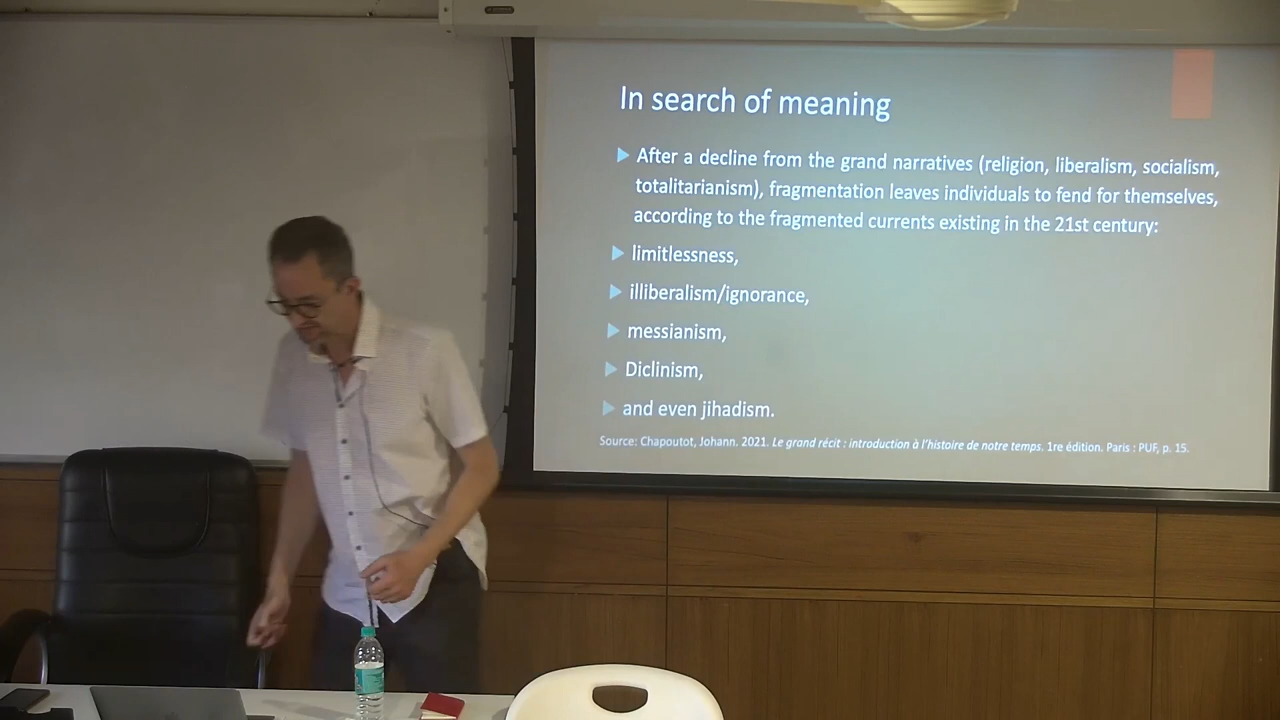 In search of meaning
After a decline from the grand narratives (religion, liberalism, socialism,
totalitarianism), fragmentation leaves individuals to fend for themselves,
according to the fragmented currents existing in the 21st century:
limitlessness,
illiberalism/ignorance,
messianism,
Diclinism,
and even jihadism.
Source: Chapoutot, Johann. 2021. Le grand récit : introduction à l'histoire de notre temps. 1re édition. Paris : PUF, p. 15.